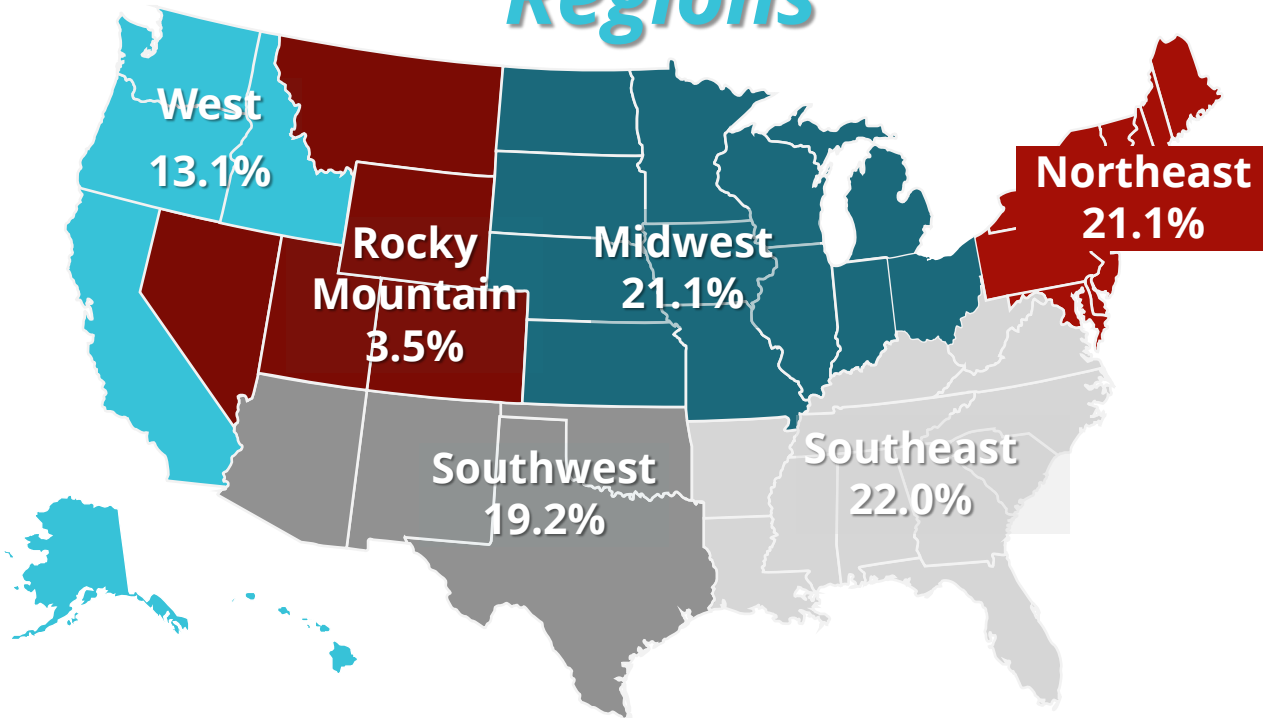 Regions
West
13.1%
Rocky
Mountain
3.5%
Midwest
21.1%
Northeast
21.1%
Southwest
19.2%
Southeast
22.0%